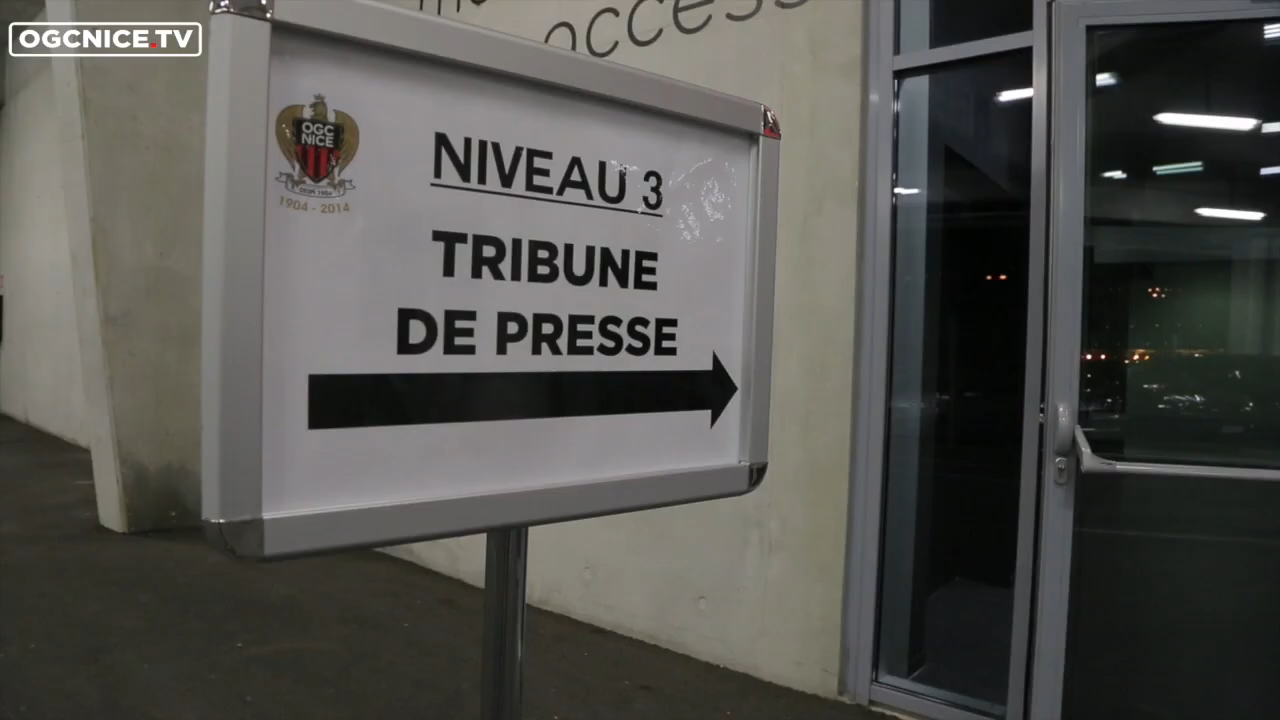 OGCNICE.TV
access
OGC
NICE
1904 - 2014
NIVEAU 3
TRIBUNE
DE PRESSE